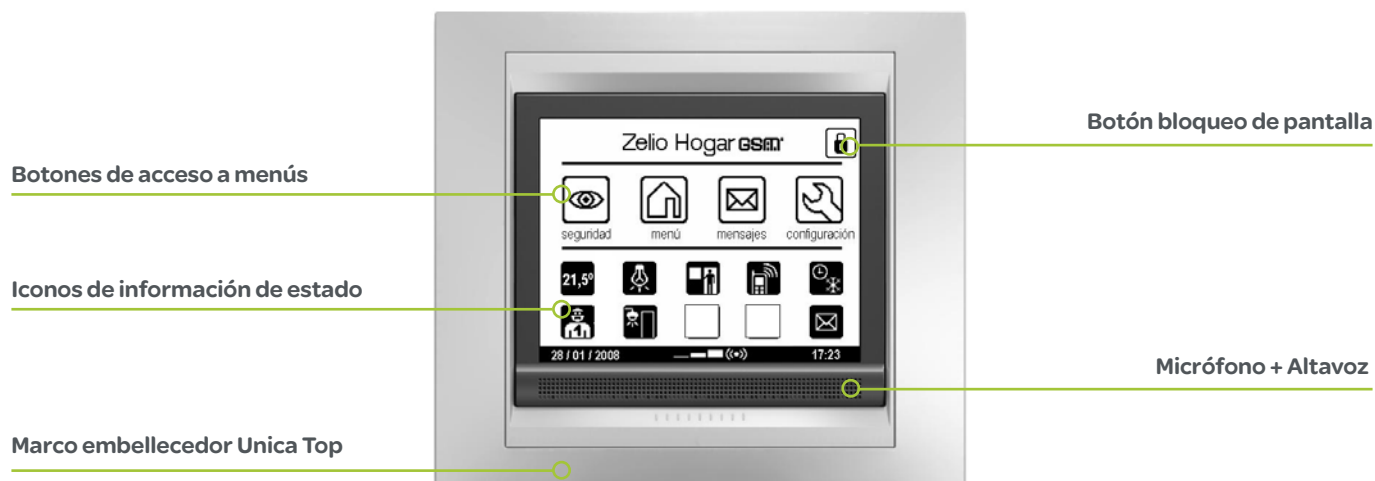 Botón bloqueo de pantalla
Zelio Hogar GSM
Botones de acceso a menús
seguridad menú mensajes configuración
21,5º
Iconos de información de estado
1
28 / 01 / 2008 17:23
Micrófono + Altavoz
Marco embellecedor Unica Top